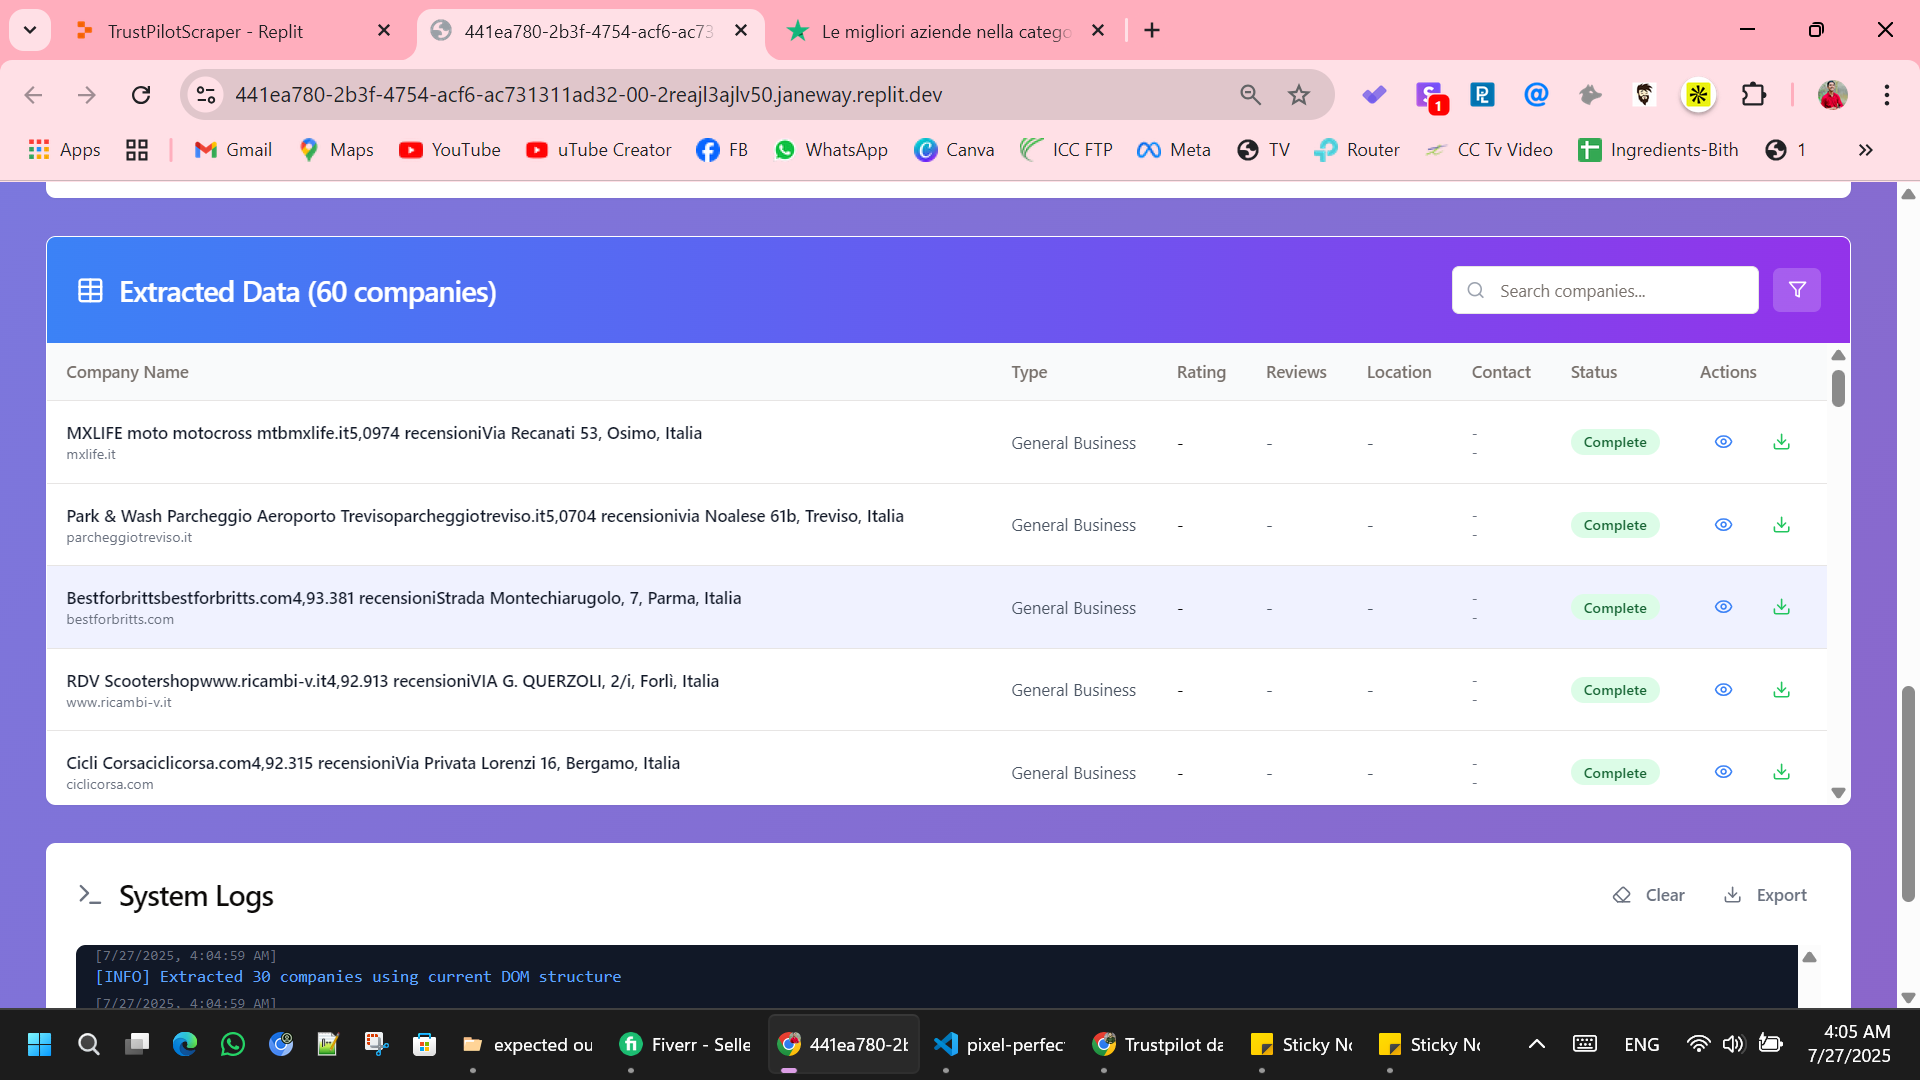 TrustPilotScraper - Replit
441ea780-2b3f-4754-acf6-ac73
Le migliori aziende nella catego
441ea780-2b3f-4754-acf6-ac731311ad32-00-2reajl3ajlv50.janeway.replit.dev
1
Apps
Gmail
Maps
YouTube
uTube Creator
FB
WhatsApp
Canva
ICC FTP
Meta
TV
Router
CC Tv Video
Ingredients-Bith
1
Extracted Data (60 companies)
Search companies...
Company Name Type Rating Reviews Location Contact Status Actions
MXLIFE moto motocross mtbmxlife.it5,0974 recensioniVia Recanati 53, Osimo, Italia
mxlife.it
General Business - - - - - Complete
Park & Wash Parcheggio Aeroporto Trevisoparcheggiotreviso.it5,0704 recensionivia Noalese 61b, Treviso, Italia
parcheggiotreviso.it
General Business - - - - - Complete
Bestforbrittsbestforbritts.com4,93.381 recensioniStrada Montechiarugolo, 7, Parma, Italia
bestforbritts.com
General Business - - - - - Complete
RDV Scootershopwww.ricambi-v.it4,92.913 recensioniVIA G. QUERZOLI, 2/i, Forlì, Italia
www.ricambi-v.it
General Business - - - - - Complete
Cicli Corsaciclicorsa.com4,92.315 recensioniVia Privata Lorenzi 16, Bergamo, Italia
ciclicorsa.com
General Business - - - - - Complete
System Logs
Clear
Export
[7/27/2025, 4:04:59 AM]
[INFO] Extracted 30 companies using current DOM structure
[7/27/2025, 4:04:59 AM]
expected ou
Fiverr - Selle
441ea780-2b
pixel-perfec
Trustpilot da
Sticky No
Sticky No
ENG
4:05 AM
7/27/2025